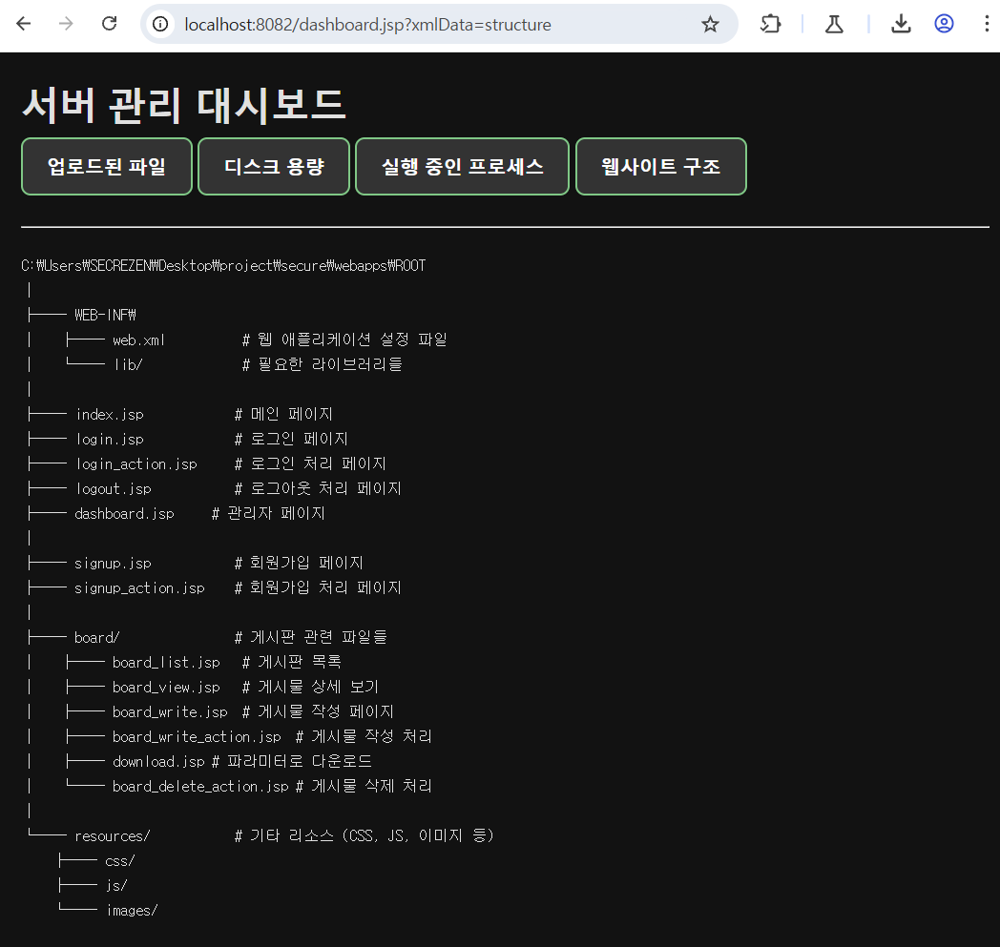 localhost:8082/dashboard.jsp?xmlData=structure
서버 관리 대시보드
업로드된 파일 디스크 용량 실행 중인 프로세스 웹사이트 구조
C:₩Users₩SECREZEN₩Desktop₩project₩secure₩webapps₩ROOT
│
├── WEB-INF₩
│ ├── web.xml # 웹 애플리케이션 설정 파일
│ └── lib/ # 필요한 라이브러리들
│
├── index.jsp # 메인 페이지
├── login.jsp # 로그인 페이지
├── login_action.jsp # 로그인 처리 페이지
├── logout.jsp # 로그아웃 처리 페이지
├── dashboard.jsp # 관리자 페이지
│
├── signup.jsp # 회원가입 페이지
├── signup_action.jsp # 회원가입 처리 페이지
│
├── board/ # 게시판 관련 파일들
│ ├── board_list.jsp # 게시판 목록
│ ├── board_view.jsp # 게시물 상세 보기
│ ├── board_write.jsp # 게시물 작성 페이지
│ ├── board_write_action.jsp # 게시물 작성 처리
│ ├── download.jsp # 파라미터로 다운로드
│ └── board_delete_action.jsp # 게시물 삭제 처리
│
└── resources/ # 기타 리소스 (CSS, JS, 이미지 등)
├── css/
├── js/
└── images/